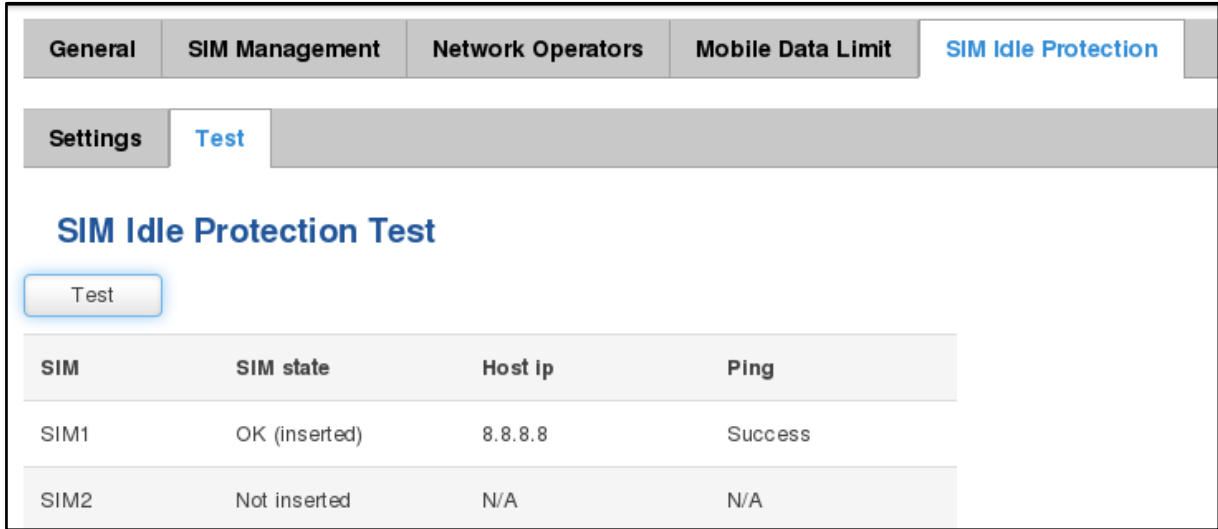 General SIM Management Network Operators Mobile Data Limit SIM Idle Protection
Settings Test
SIM Idle Protection Test
Test
SIM SIM state Host ip Ping
SIM1 OK (inserted) 8.8.8.8 Success
SIM2 Not inserted N/A N/A